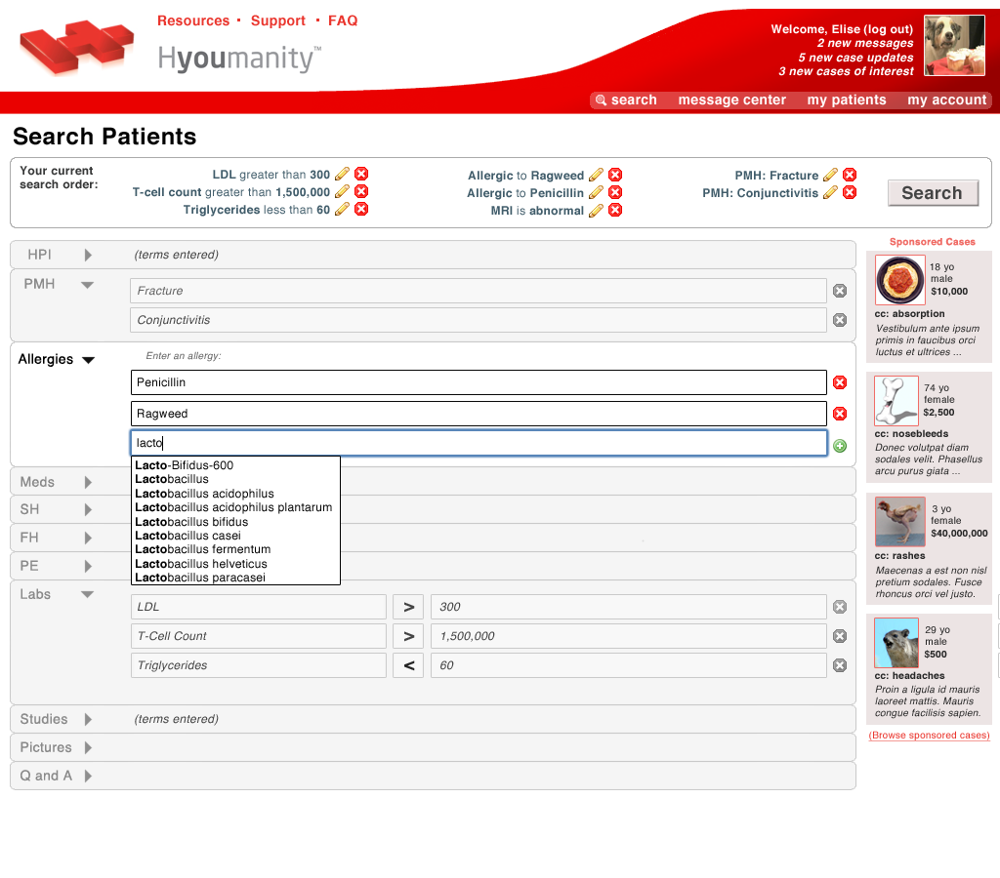 Resources · Support · FAQ
Hyoumanity™
Welcome, Elise (log out)
2 new messages
5 new case updates
3 new cases of interest
search message center my patients my account
Search Patients
Your current
search order:
LDL greater than 300
T-cell count greater than 1,500,000
Triglycerides less than 60
Allergic to Ragweed
Allergic to Penicillin
MRI is abnormal
PMH: Fracture
PMH: Conjunctivitis
Search
HPI (terms entered)
PMH
Fracture
Conjunctivitis
Allergies
Enter an allergy:
Penicillin
Ragweed
lacto
Lacto-Bifidus-600
Lactobacillus
Lactobacillus acidophilus
Lactobacillus acidophilus plantarum
Lactobacillus bifidus
Lactobacillus casei
Lactobacillus fermentum
Lactobacillus helveticus
Lactobacillus paracasei
Meds
SH
FH
PE
Labs
LDL > 300
T-Cell Count > 1,500,000
Triglycerides < 60
Studies (terms entered)
Pictures
Q and A
Sponsored Cases
18 yo
male
$10,000
cc: absorption
Vestibulum ante ipsum
primis in faucibus orci
luctus et ultrices ...
74 yo
female
$2,500
cc: nosebleeds
Donec volutpat diam
sodales velit. Phasellus
arcu purus giata ...
3 yo
female
$40,000,000
cc: rashes
Maecenas a est non nisl
pretium sodales. Fusce
rhoncus orci vel justo.
29 yo
male
$500
cc: headaches
Proin a ligula id mauris
laoreet mattis. Mauris
congue facilisis sapien.
(Browse sponsored cases)